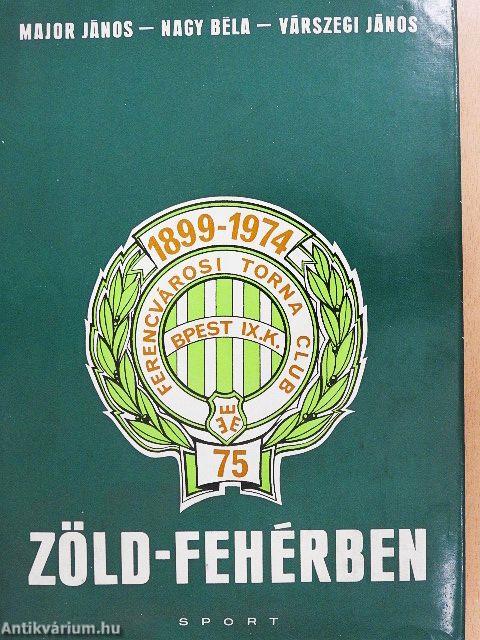 MAJOR JÁNOS – NAGY BÉLA – VÁRSZEGI JÁNOS
1899-1974
FERENCVÁROSI TORNA CLUB
BPEST IX.K.
E E E
75
ZÖLD-FEHÉRBEN
SPORT
Antikvárium.hu